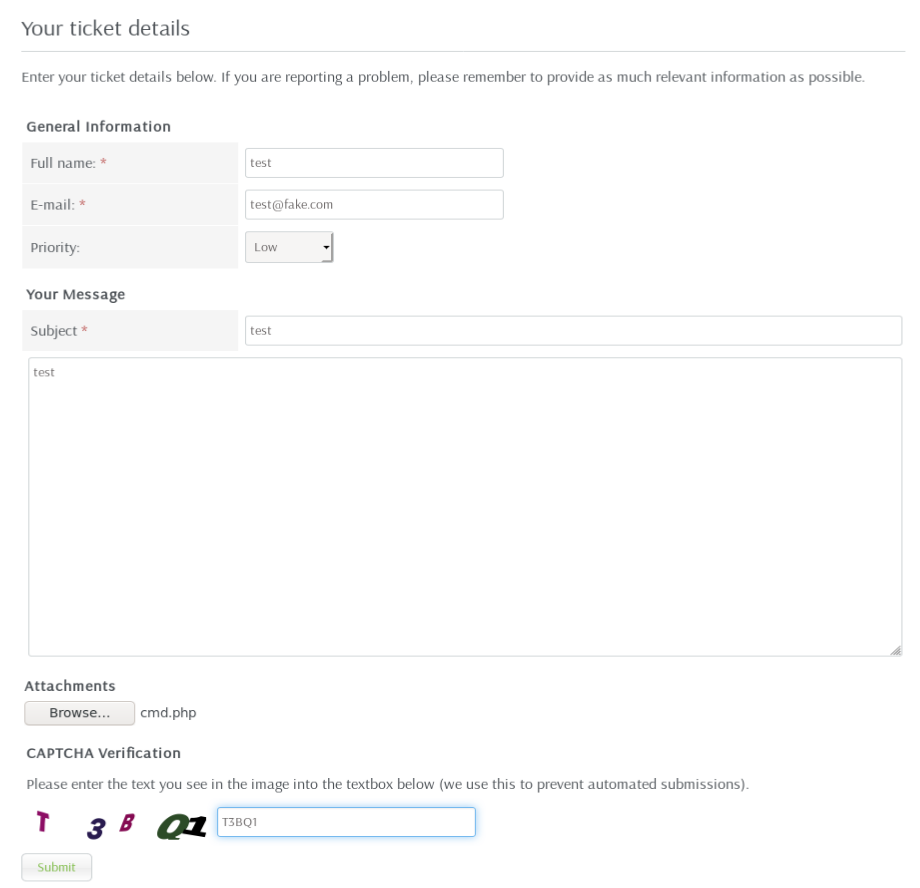 Your ticket details
Enter your ticket details below. If you are reporting a problem, please remember to provide as much relevant information as possible.
General Information
Full name: * test
E-mail: * test@fake.com
Priority: Low
Your Message
Subject * test
test
Attachments
Browse... cmd.php
CAPTCHA Verification
Please enter the text you see in the image into the textbox below (we use this to prevent automated submissions).
T 3 B Q1 T3BQ1
Submit